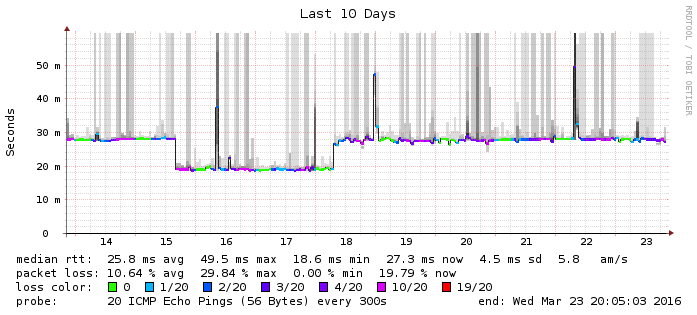 Last 10 Days
RRDTOOL / TOBI OETIKER
Seconds
50 m
40 m
30 m
20 m
10 m
0
14 15 16 17 18 19 20 21 22 23
median rtt: 25.8 ms avg 49.5 ms max 18.6 ms min 27.3 ms now 4.5 ms sd 5.8 am/s
packet loss: 10.64 % avg 29.84 % max 0.00 % min 19.79 % now
loss color: 0 1/20 2/20 3/20 4/20 10/20 19/20
probe: 20 ICMP Echo Pings (56 Bytes) every 300s end: Wed Mar 23 20:05:03 2016